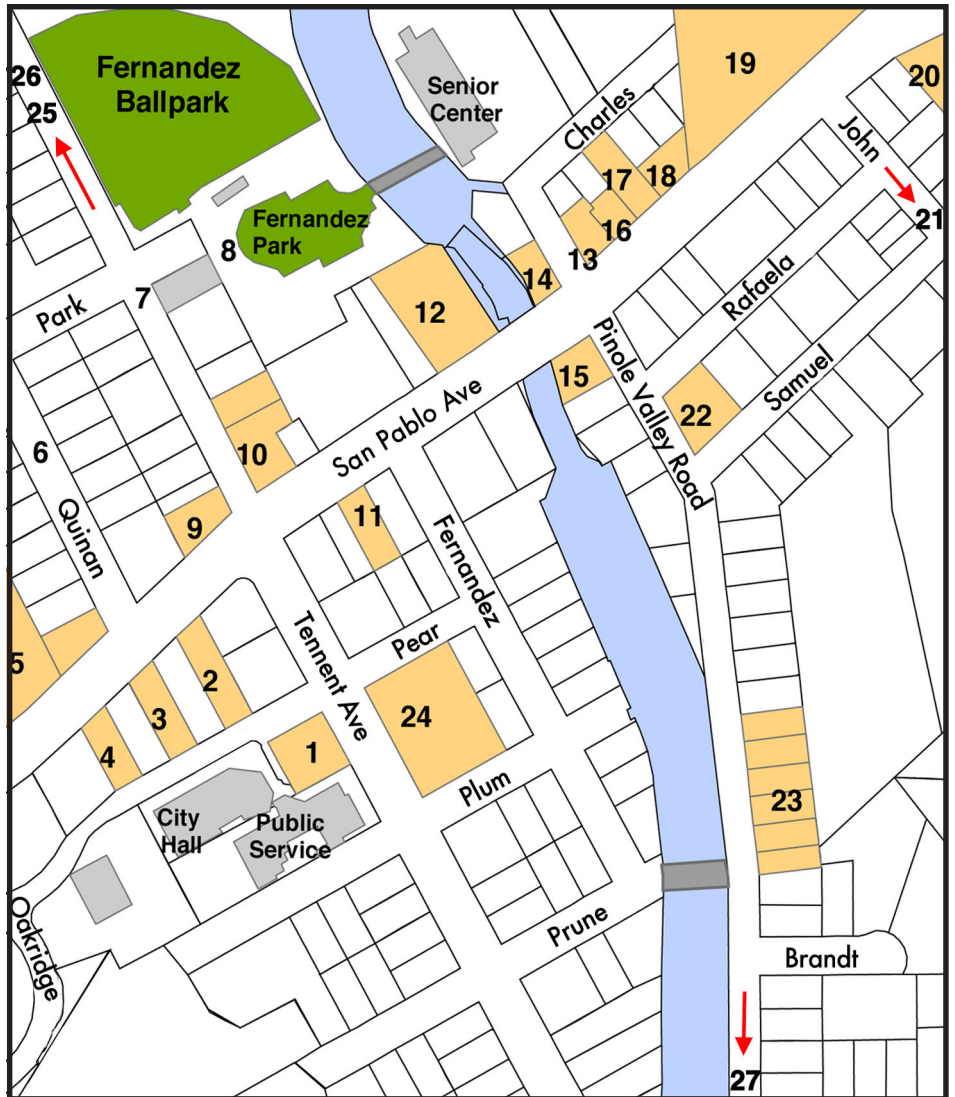 Fernandez
Ballpark
19
26
20
Senior
Center
25
Charles
John
17
18
21
Fernandez
Park
8
16
13
14
Rafaela
7
12
Park
Pinole Valley Road
15
Samuel
22
San Pablo Ave
6
10
11
9
Quinan
Fernandez
Tennent Ave
Pear
5
2
3
24
4
1
Plum
23
City
Hall
Public
Service
Oakridge
Prune
Brandt
27